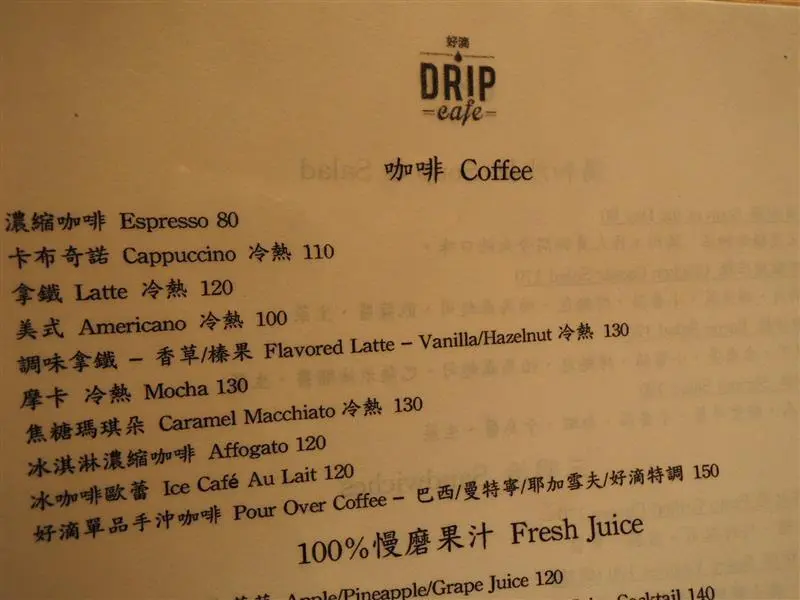 好滴
DRIP
cafe
咖啡 Coffee
濃縮咖啡 Espresso 80
卡布奇諾 Cappuccino 冷熱 110
拿鐵 Latte 冷熱 120
美式 Americano 冷熱 100
調味拿鐵 – 香草/榛果 Flavored Latte – Vanilla/Hazelnut 冷熱 130
摩卡 冷熱 Mocha 130
焦糖瑪琪朵 Caramel Macchiato 冷熱 130
冰淇淋濃縮咖啡 Affogato 120
冰咖啡歐蕾 Ice Café Au Lait 120
好滴單品手沖咖啡 Pour Over Coffee – 巴西/曼特寧/耶加雪夫/好滴特調 150
100%慢磨果汁 Fresh Juice
Apple/Pineapple/Grape Juice 120
Cocktail 140